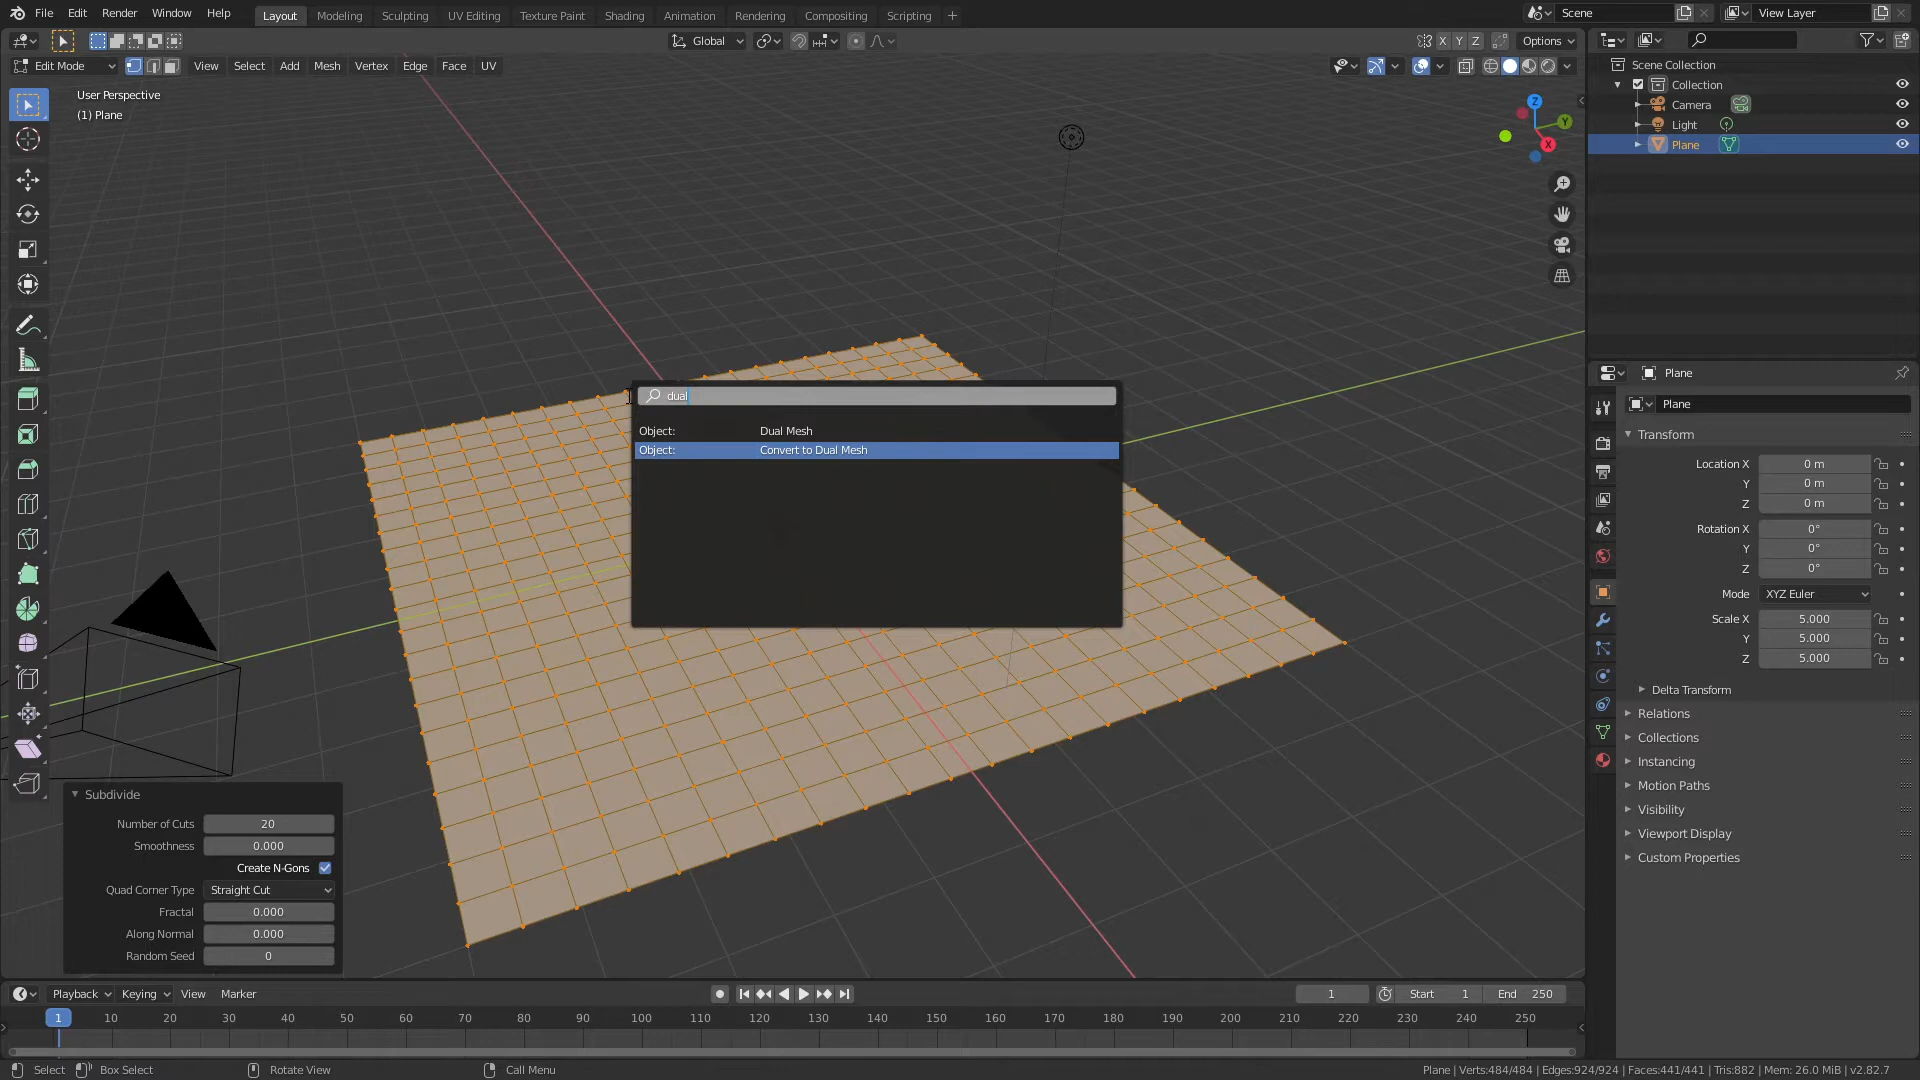 File Edit Render Window Help Layout Modeling Sculpting UV Editing Texture Paint Shading Animation Rendering Compositing Scripting + Scene View Layer
Global X Y Z Options
Edit Mode View Select Add Mesh Vertex Edge Face UV
User Perspective
(1) Plane
Z
Y
X
Scene Collection
Collection
Camera
Light
Plane
dual
Object: Dual Mesh
Object: Convert to Dual Mesh
Plane
Plane
Transform
Location X 0 m
Y 0 m
Z 0 m
Rotation X 0°
Y 0°
Z 0°
Mode XYZ Euler
Scale X 5.000
Y 5.000
Z 5.000
Delta Transform
Relations
Collections
Instancing
Motion Paths
Visibility
Viewport Display
Custom Properties
Subdivide
Number of Cuts 20
Smoothness 0.000
Create N-Gons
Quad Corner Type Straight Cut
Fractal 0.000
Along Normal 0.000
Random Seed 0
Playback Keying View Marker 1 Start 1 End 250
1 10 20 30 40 50 60 70 80 90 100 110 120 130 140 150 160 170 180 190 200 210 220 230 240 250
Select Box Select Rotate View Call Menu Plane | Verts:484/484 | Edges:924/924 | Faces:441/441 | Tris:882 | Mem: 26.0 MiB | v2.82.7